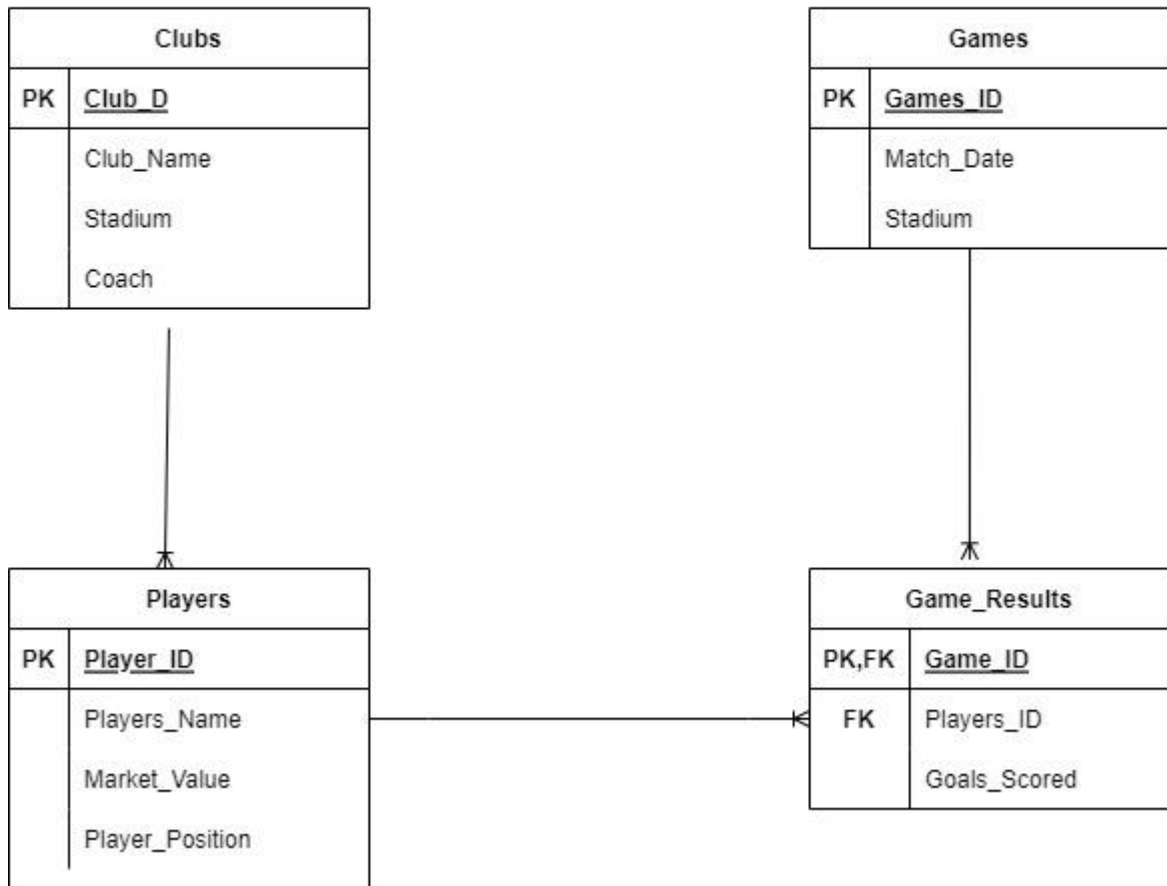 Clubs
PK Club_D
Club_Name
Stadium
Coach
Games
PK Games_ID
Match_Date
Stadium
Players
PK Player_ID
Players_Name
Market_Value
Player_Position
Game_Results
PK,FK Game_ID
FK Players_ID
Goals_Scored